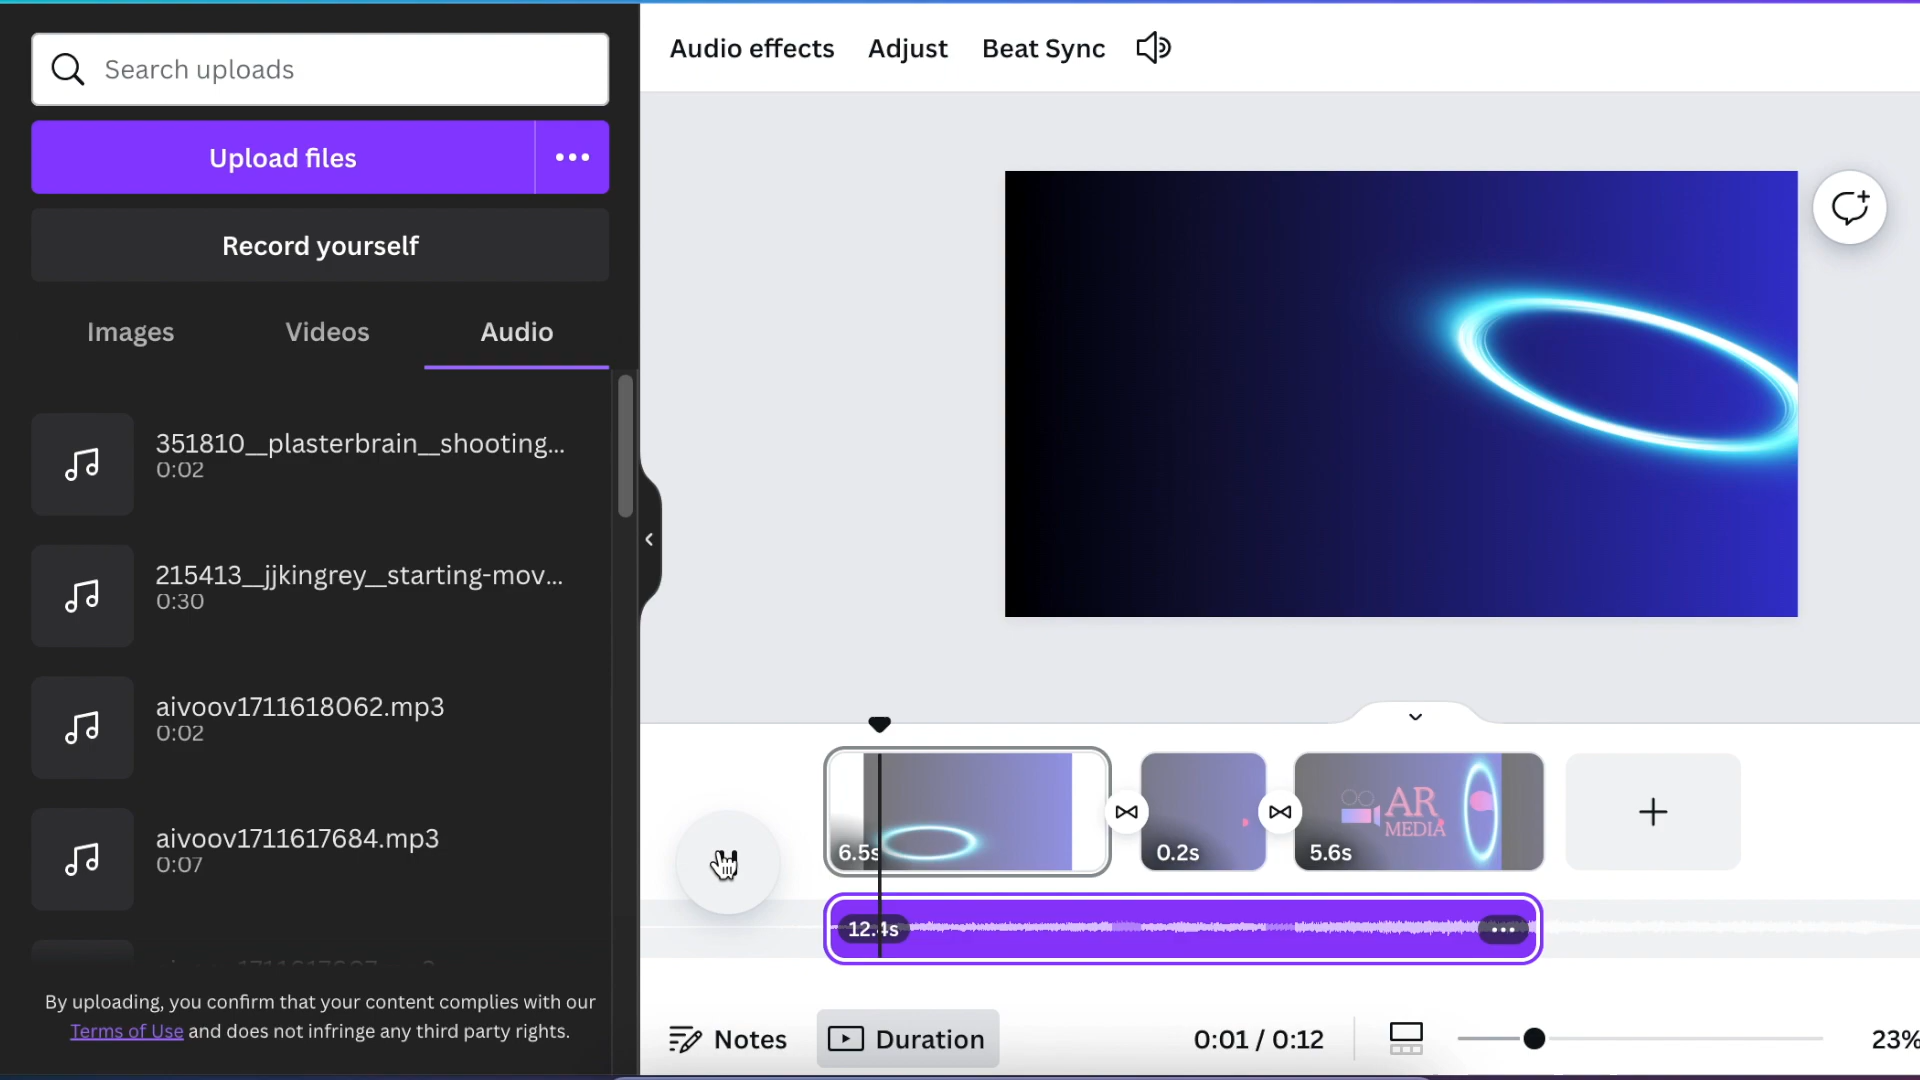 Search uploads
Upload files
Record yourself
Images Videos Audio
351810__plasterbrain__shooting...
0:02
215413__jjkingrey__starting-mov...
0:30
aivoov1711618062.mp3
0:02
aivoov1711617684.mp3
0:07
By uploading, you confirm that your content complies with our
Terms of Use and does not infringe any third party rights.
Audio effects Adjust Beat Sync
6.5s 0.2s 5.6s
AR
MEDIA
12.4s
Notes Duration 0:01 / 0:12 23%